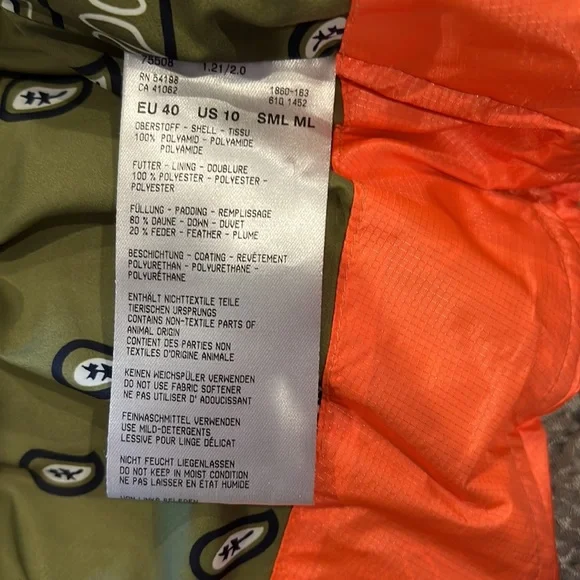 75508 1.21/2.0
RN 54198
CA 41062
1860-163
610 1452
EU 40 US 10 SML ML
OBERSTOFF - SHELL - TISSU
100% POLYAMID - POLYAMIDE
POLYAMIDE
FUTTER - LINING - DOUBLURE
100 % POLYESTER - POLYESTER -
POLYESTER
FÜLLUNG - PADDING - REMPLISSAGE
80 % DAUNE - DOWN - DUVET
20 % FEDER - FEATHER - PLUME
BESCHICHTUNG - COATING - REVÊTEMENT
POLYURETHAN - POLYURETHANE -
POLYURÉTHANE
ENTHÄLT NICHTTEXTILE TEILE
TIERISCHEN URSPRUNGS
CONTAINS NON-TEXTILE PARTS OF
ANIMAL ORIGIN
CONTIENT DES PARTIES NON
TEXTILES D'ORIGINE ANIMALE
KEINEN WEICHSPÜLER VERWENDEN
DO NOT USE FABRIC SOFTENER
NE PAS UTILISER D' ADOUCISSANT
FEINWASCHMITTEL VERWENDEN
USE MILD-DETERGENTS
LESSIVE POUR LINGE DÉLICAT
NICHT FEUCHT LIEGENLASSEN
DO NOT KEEP IN MOIST CONDITION
NE PAS LAISSER EN ÉTAT HUMIDE